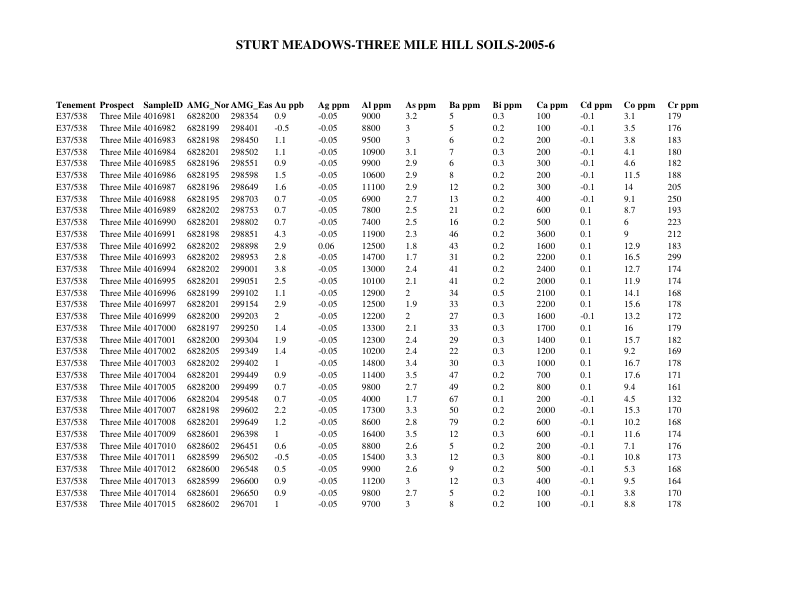 STURT MEADOWS-THREE MILE HILL SOILS-2005-6
Tenement Prospect SampleID AMG_Nor AMG_Eas Au ppb Ag ppm Al ppm As ppm Ba ppm Bi ppm Ca ppm Cd ppm Co ppm Cr ppm
E37/538 Three Mile 4016981 6828200 298354 0.9 -0.05 9000 3.2 5 0.3 100 -0.1 3.1 179
E37/538 Three Mile 4016982 6828199 298401 -0.5 -0.05 8800 3 5 0.2 100 -0.1 3.5 176
E37/538 Three Mile 4016983 6828198 298450 1.1 -0.05 9500 3 6 0.2 200 -0.1 3.8 183
E37/538 Three Mile 4016984 6828201 298502 1.1 -0.05 10900 3.1 7 0.3 200 -0.1 4.1 180
E37/538 Three Mile 4016985 6828196 298551 0.9 -0.05 9900 2.9 6 0.3 300 -0.1 4.6 182
E37/538 Three Mile 4016986 6828195 298598 1.5 -0.05 10600 2.9 8 0.2 200 -0.1 11.5 188
E37/538 Three Mile 4016987 6828196 298649 1.6 -0.05 11100 2.9 12 0.2 300 -0.1 14 205
E37/538 Three Mile 4016988 6828195 298703 0.7 -0.05 6900 2.7 13 0.2 400 -0.1 9.1 250
E37/538 Three Mile 4016989 6828202 298753 0.7 -0.05 7800 2.5 21 0.2 600 0.1 8.7 193
E37/538 Three Mile 4016990 6828201 298802 0.7 -0.05 7400 2.5 16 0.2 500 0.1 6 223
E37/538 Three Mile 4016991 6828198 298851 4.3 -0.05 11900 2.3 46 0.2 3600 0.1 9 212
E37/538 Three Mile 4016992 6828202 298898 2.9 0.06 12500 1.8 43 0.2 1600 0.1 12.9 183
E37/538 Three Mile 4016993 6828202 298953 2.8 -0.05 14700 1.7 31 0.2 2200 0.1 16.5 299
E37/538 Three Mile 4016994 6828202 299001 3.8 -0.05 13000 2.4 41 0.2 2400 0.1 12.7 174
E37/538 Three Mile 4016995 6828201 299051 2.5 -0.05 10100 2.1 41 0.2 2000 0.1 11.9 174
E37/538 Three Mile 4016996 6828199 299102 1.1 -0.05 12900 2 34 0.5 2100 0.1 14.1 168
E37/538 Three Mile 4016997 6828201 299154 2.9 -0.05 12500 1.9 33 0.3 2200 0.1 15.6 178
E37/538 Three Mile 4016999 6828200 299203 2 -0.05 12200 2 27 0.3 1600 -0.1 13.2 172
E37/538 Three Mile 4017000 6828197 299250 1.4 -0.05 13300 2.1 33 0.3 1700 0.1 16 179
E37/538 Three Mile 4017001 6828200 299304 1.9 -0.05 12300 2.4 29 0.3 1400 0.1 15.7 182
E37/538 Three Mile 4017002 6828205 299349 1.4 -0.05 10200 2.4 22 0.3 1200 0.1 9.2 169
E37/538 Three Mile 4017003 6828202 299402 1 -0.05 14800 3.4 30 0.3 1000 0.1 16.7 178
E37/538 Three Mile 4017004 6828201 299449 0.9 -0.05 11400 3.5 47 0.2 700 0.1 17.6 171
E37/538 Three Mile 4017005 6828200 299499 0.7 -0.05 9800 2.7 49 0.2 800 0.1 9.4 161
E37/538 Three Mile 4017006 6828204 299548 0.7 -0.05 4000 1.7 67 0.1 200 -0.1 4.5 132
E37/538 Three Mile 4017007 6828198 299602 2.2 -0.05 17300 3.3 50 0.2 2000 -0.1 15.3 170
E37/538 Three Mile 4017008 6828201 299649 1.2 -0.05 8600 2.8 79 0.2 600 -0.1 10.2 168
E37/538 Three Mile 4017009 6828601 296398 1 -0.05 16400 3.5 12 0.3 600 -0.1 11.6 174
E37/538 Three Mile 4017010 6828602 296451 0.6 -0.05 8800 2.6 5 0.2 200 -0.1 7.1 176
E37/538 Three Mile 4017011 6828599 296502 -0.5 -0.05 15400 3.3 12 0.3 800 -0.1 10.8 173
E37/538 Three Mile 4017012 6828600 296548 0.5 -0.05 9900 2.6 9 0.2 500 -0.1 5.3 168
E37/538 Three Mile 4017013 6828599 296600 0.9 -0.05 11200 3 12 0.3 400 -0.1 9.5 164
E37/538 Three Mile 4017014 6828601 296650 0.9 -0.05 9800 2.7 5 0.2 100 -0.1 3.8 170
E37/538 Three Mile 4017015 6828602 296701 1 -0.05 9700 3 8 0.2 100 -0.1 8.8 178